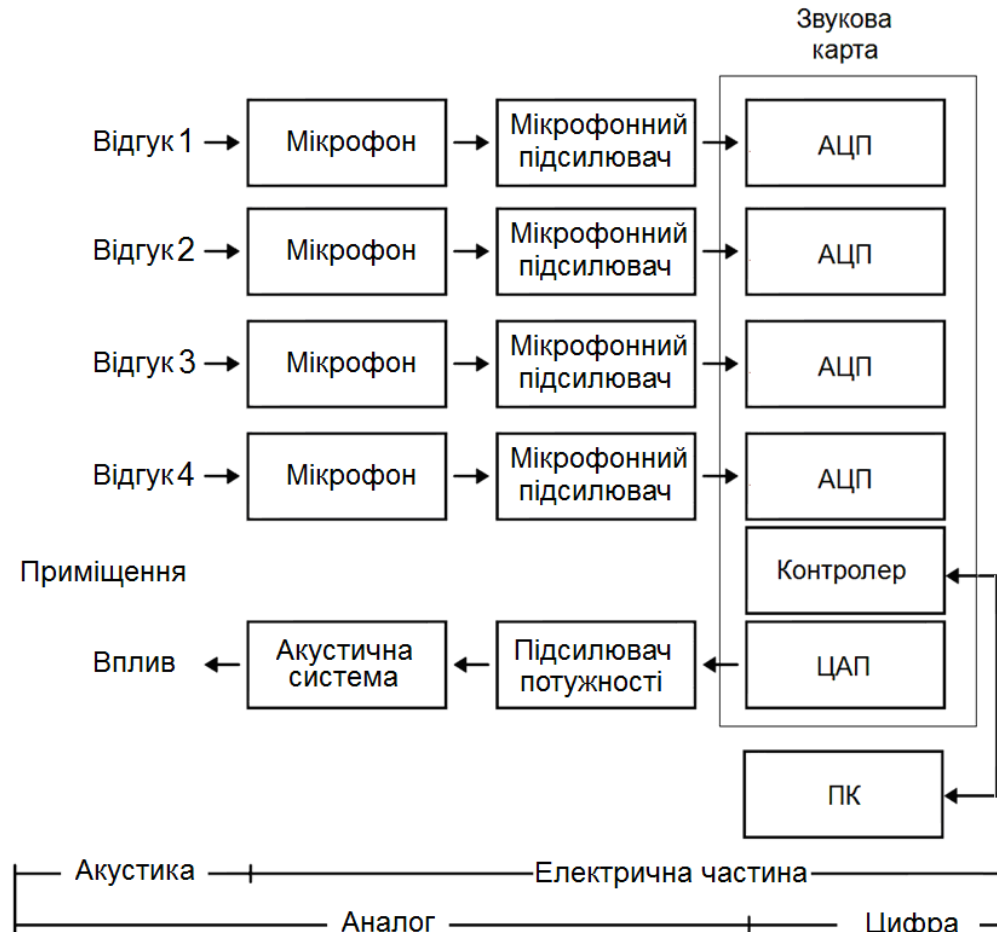 Звукова
карта
Відгук 1
Мікрофон
Мікрофонний
підсилювач
АЦП
Відгук 2
Мікрофон
Мікрофонний
підсилювач
АЦП
Відгук 3
Мікрофон
Мікрофонний
підсилювач
АЦП
Відгук 4
Мікрофон
Мікрофонний
підсилювач
АЦП
Приміщення
Контролер
Вплив
Акустична
система
Підсилювач
потужності
ЦАП
ПК
Акустика
Електрична частина
Аналог
Цифра